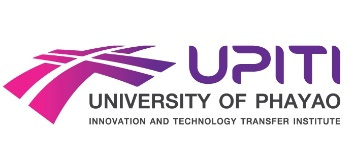 UPITI
UNIVERSITY OF PHAYAO
INNOVATION AND TECHNOLOGY TRANSFER INSTITUTE